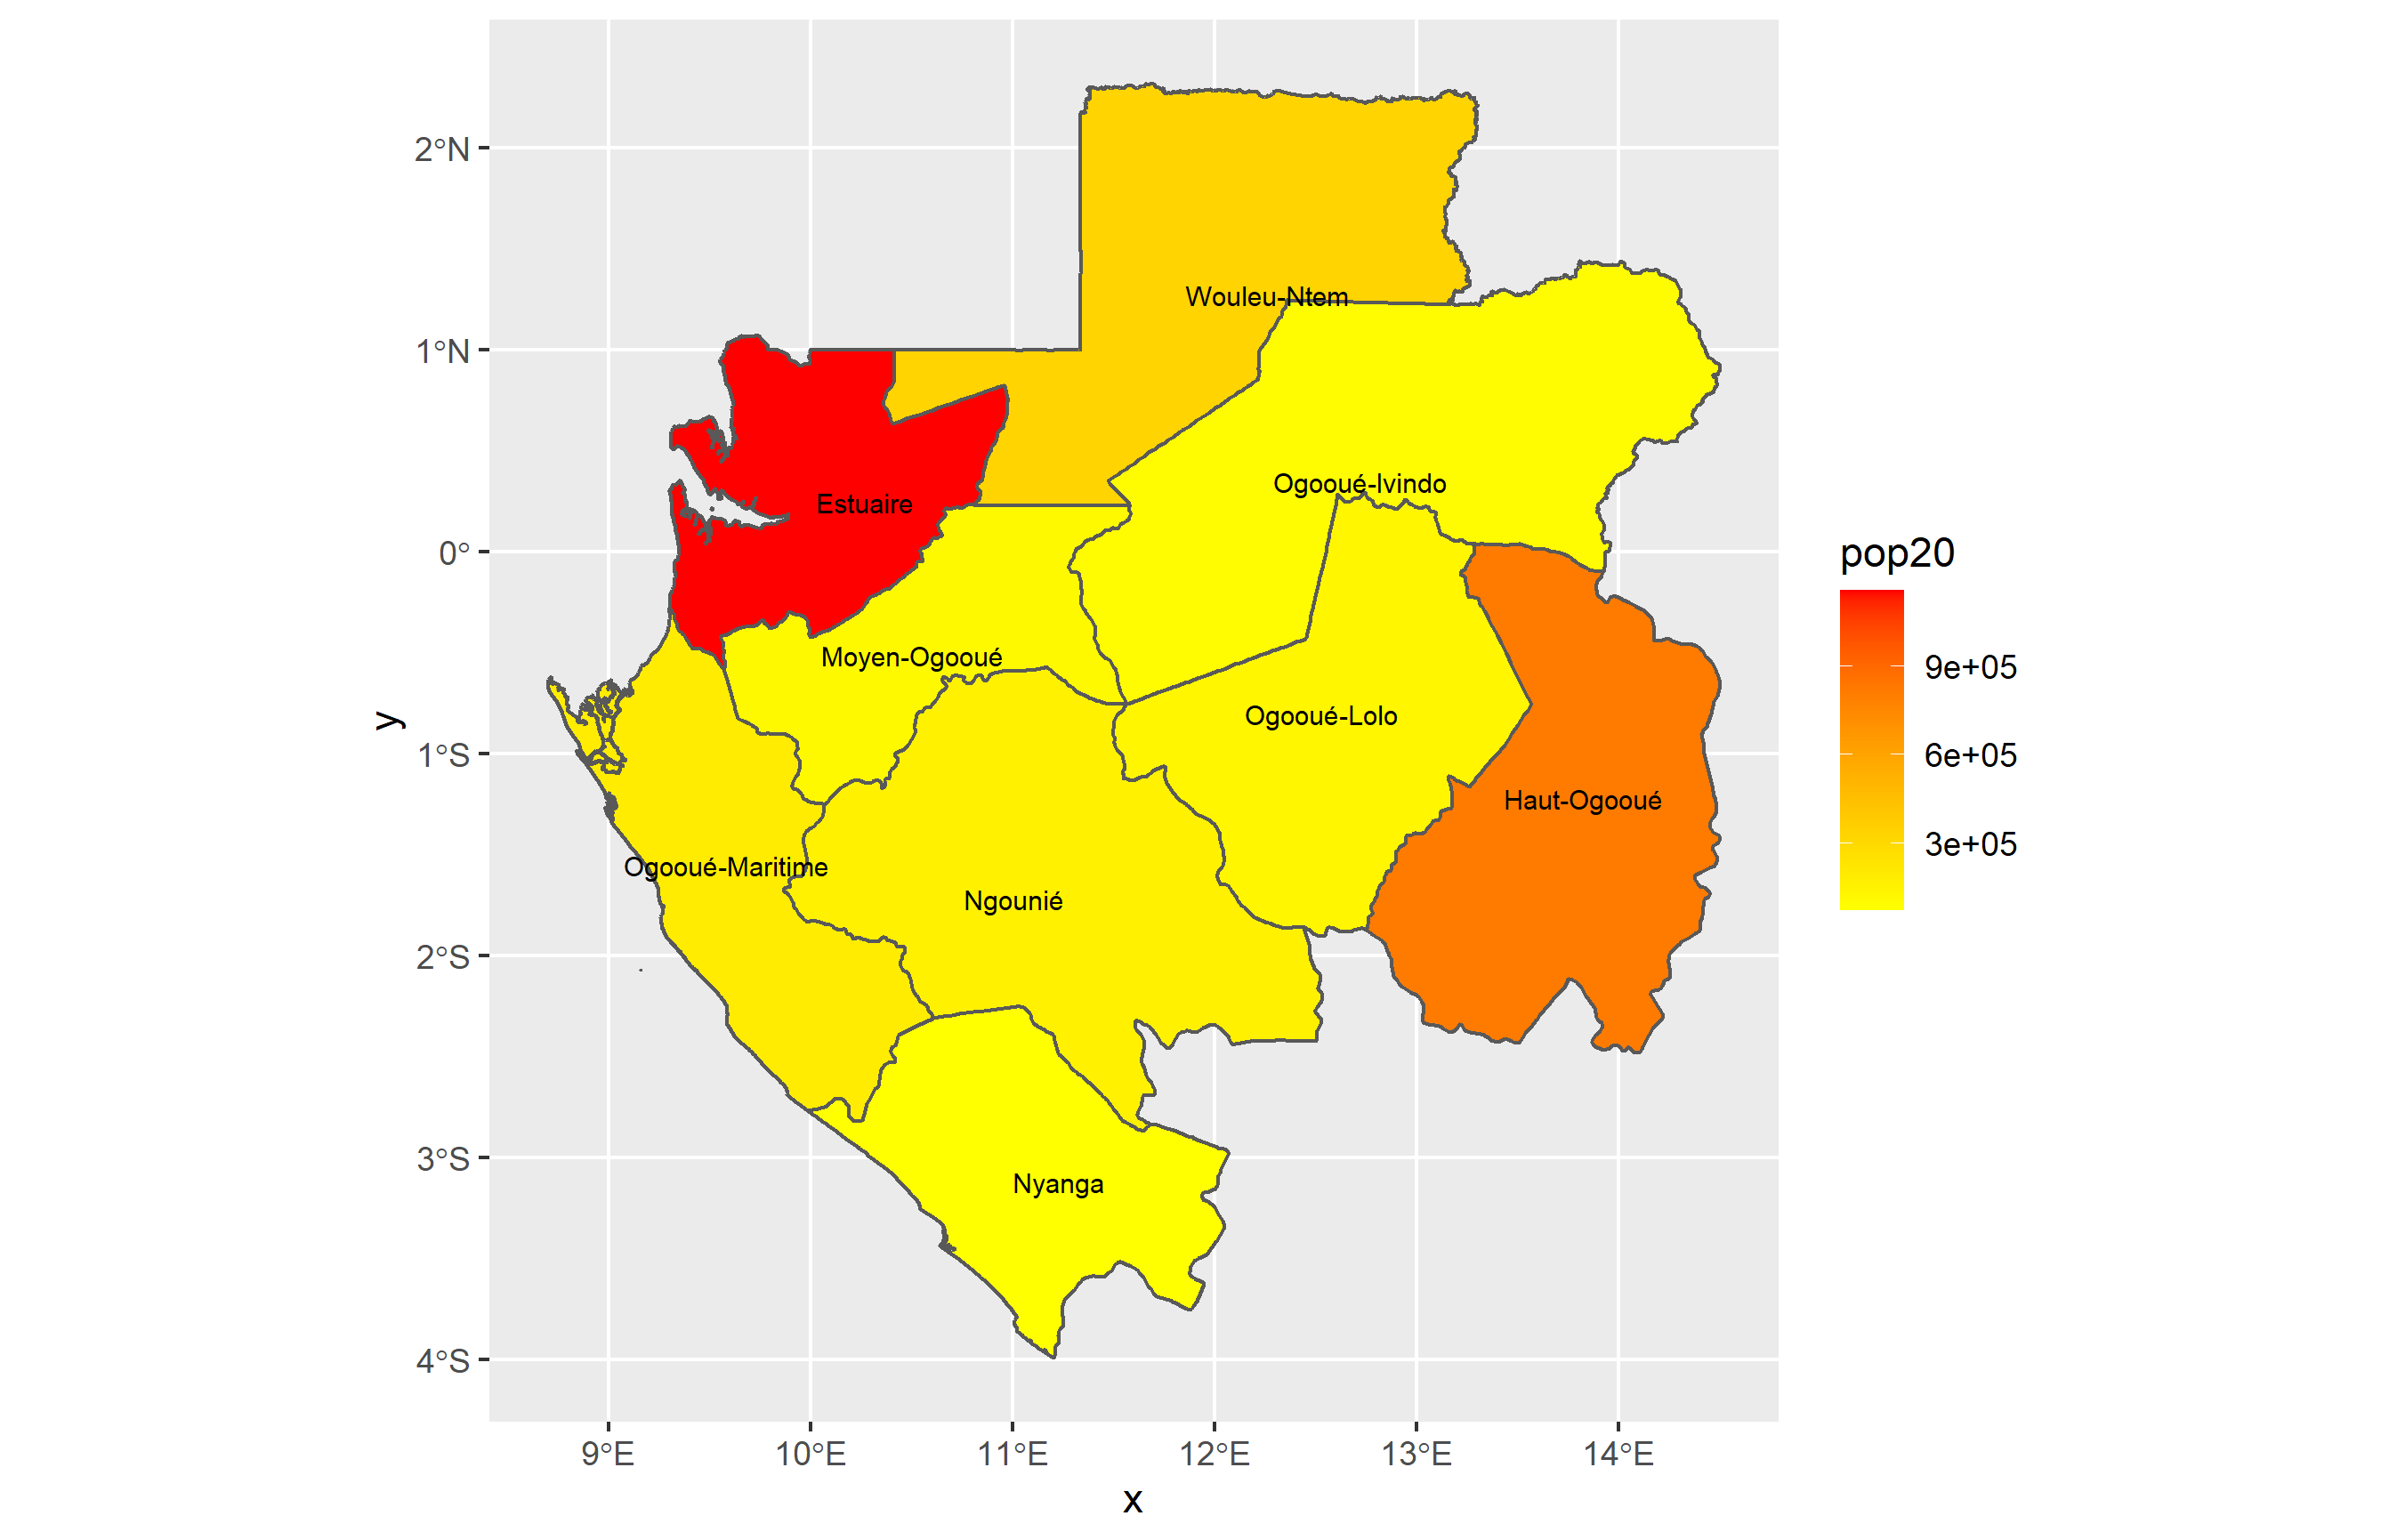 2°N
1°N
0°
1°S
2°S
3°S
4°S
y
Wouleu-Ntem
Ogooué-Ivindo
Estuaire
Moyen-Ogooué
Ogooué-Lolo
Haut-Ogooué
Ogooué-Maritime
Ngounié
Nyanga
9°E 10°E 11°E 12°E 13°E 14°E
x
pop20
9e+05
6e+05
3e+05